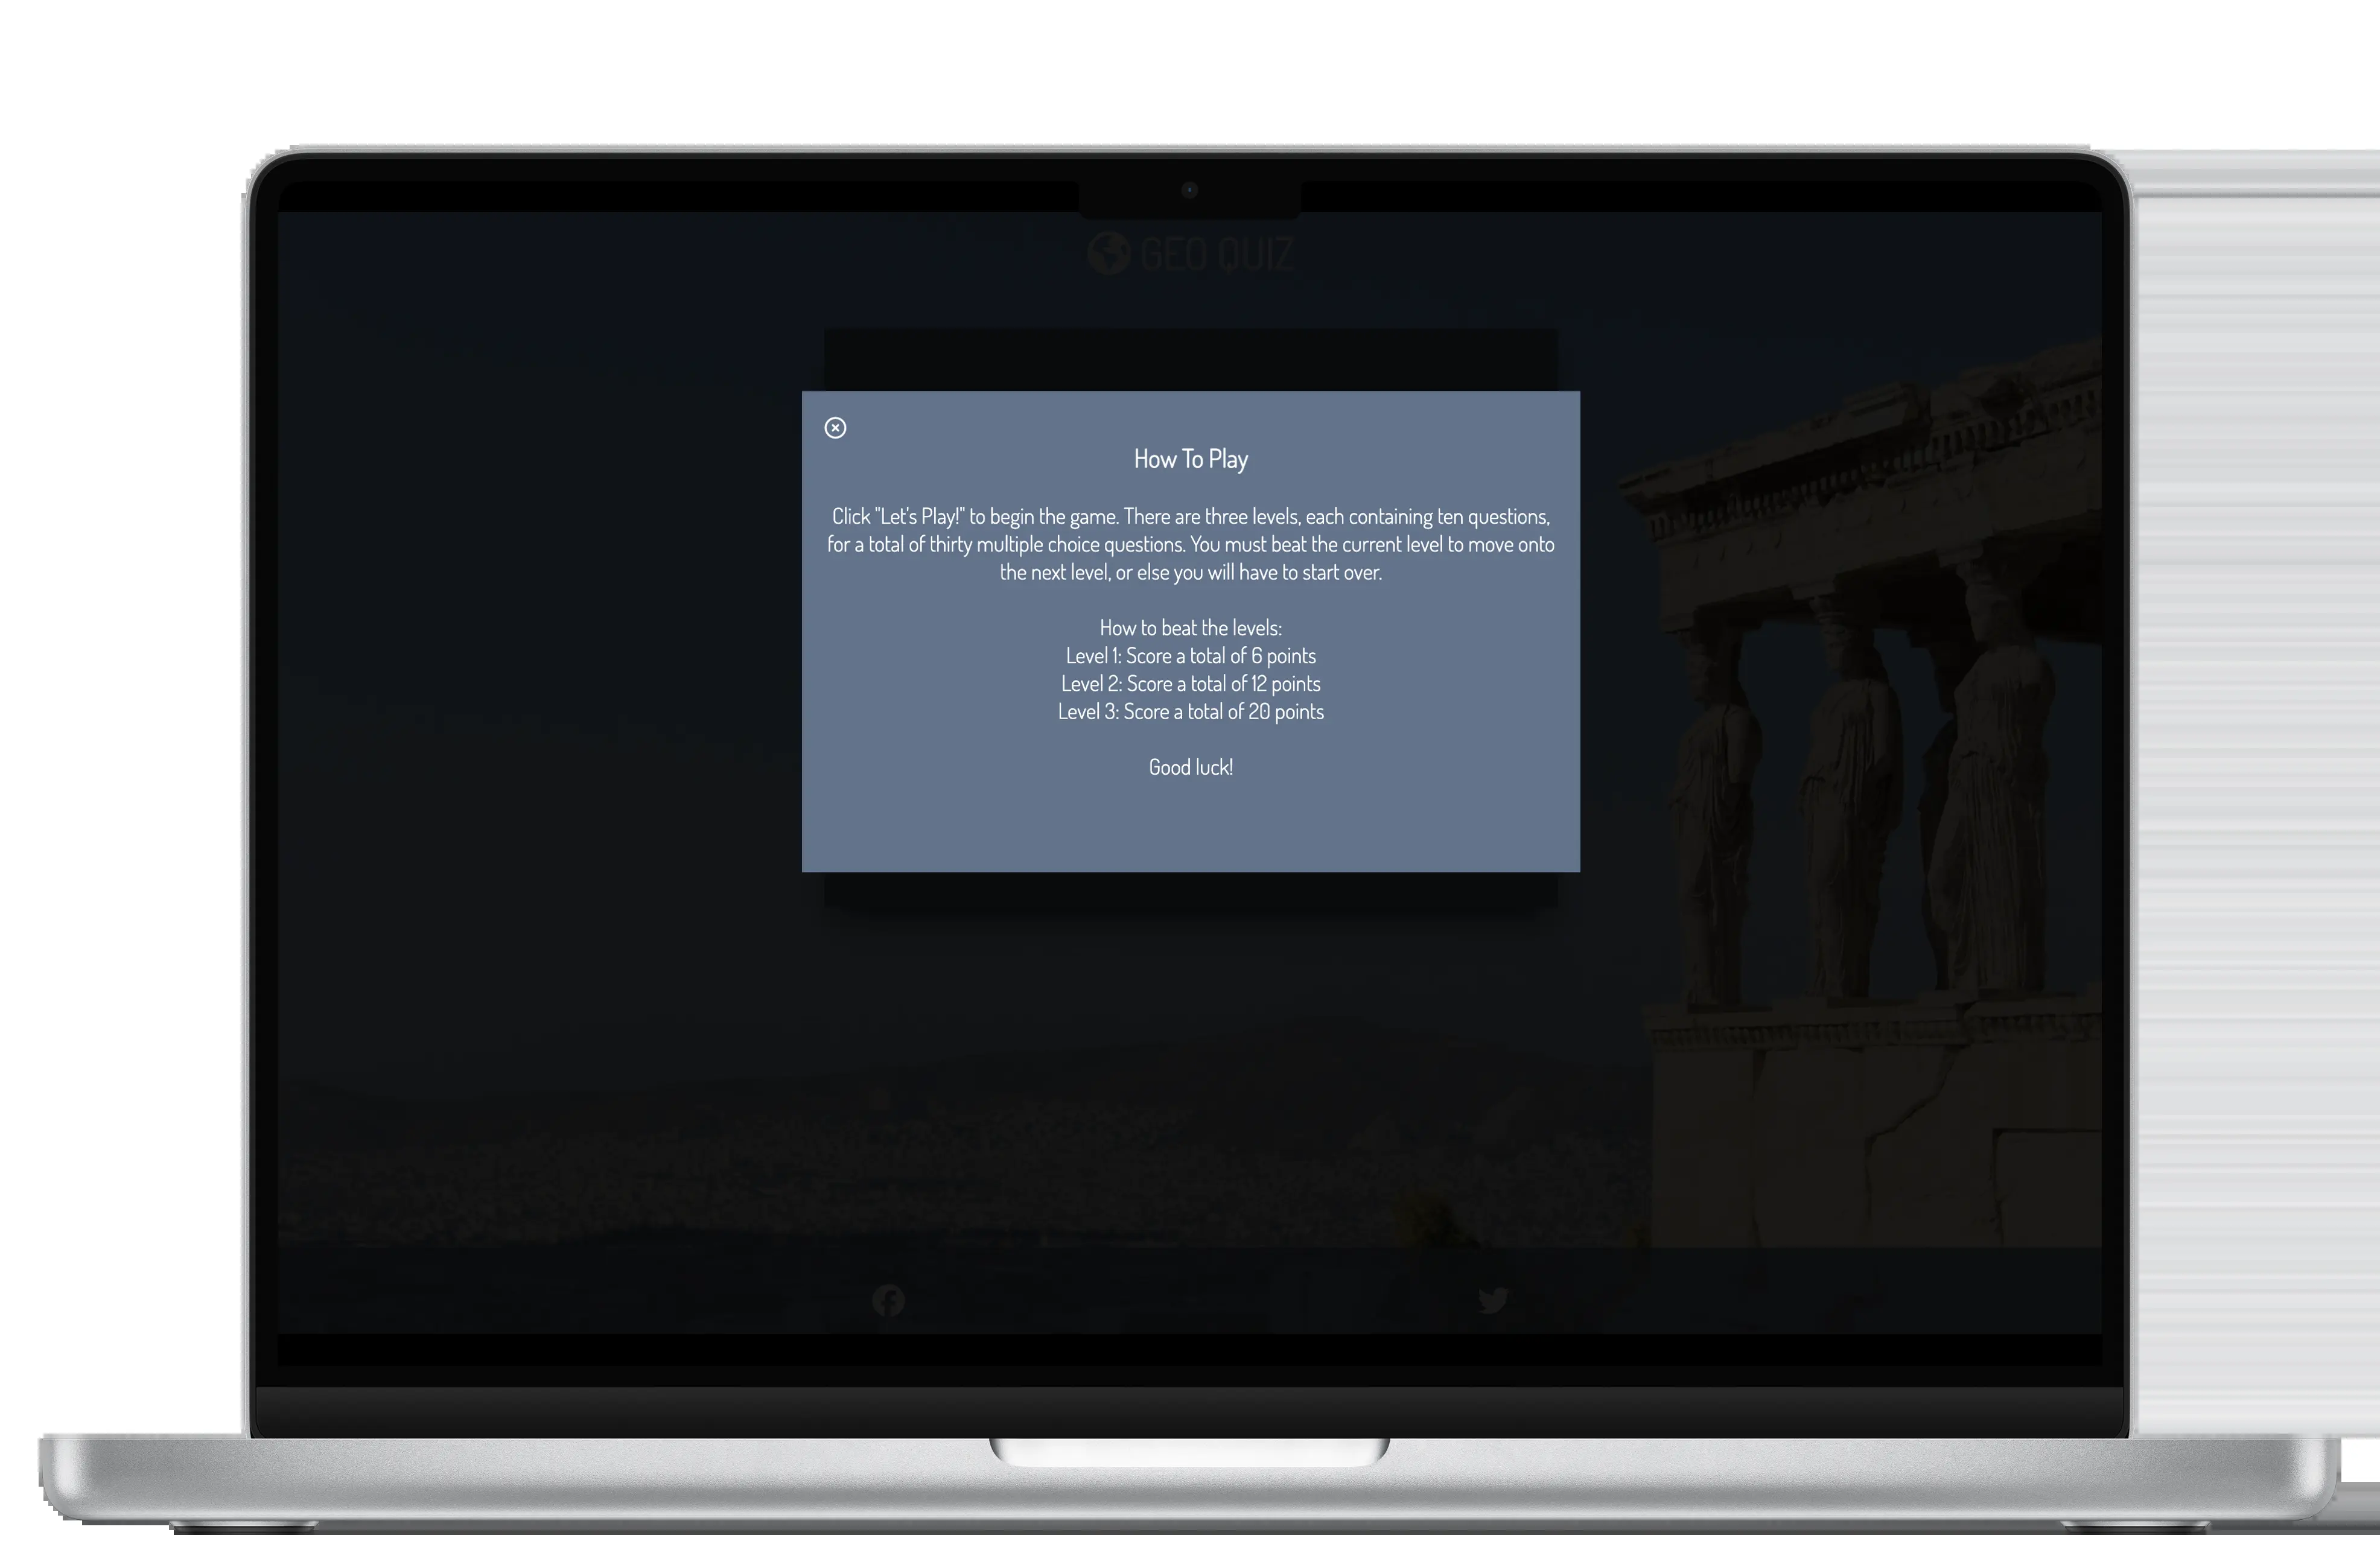 GEO QUIZ
How To Play
Click "Let's Play!" to begin the game. There are three levels, each containing ten questions,
for a total of thirty multiple choice questions. You must beat the current level to move onto
the next level, or else you will have to start over.
How to beat the levels:
Level 1: Score a total of 6 points
Level 2: Score a total of 12 points
Level 3: Score a total of 20 points
Good luck!